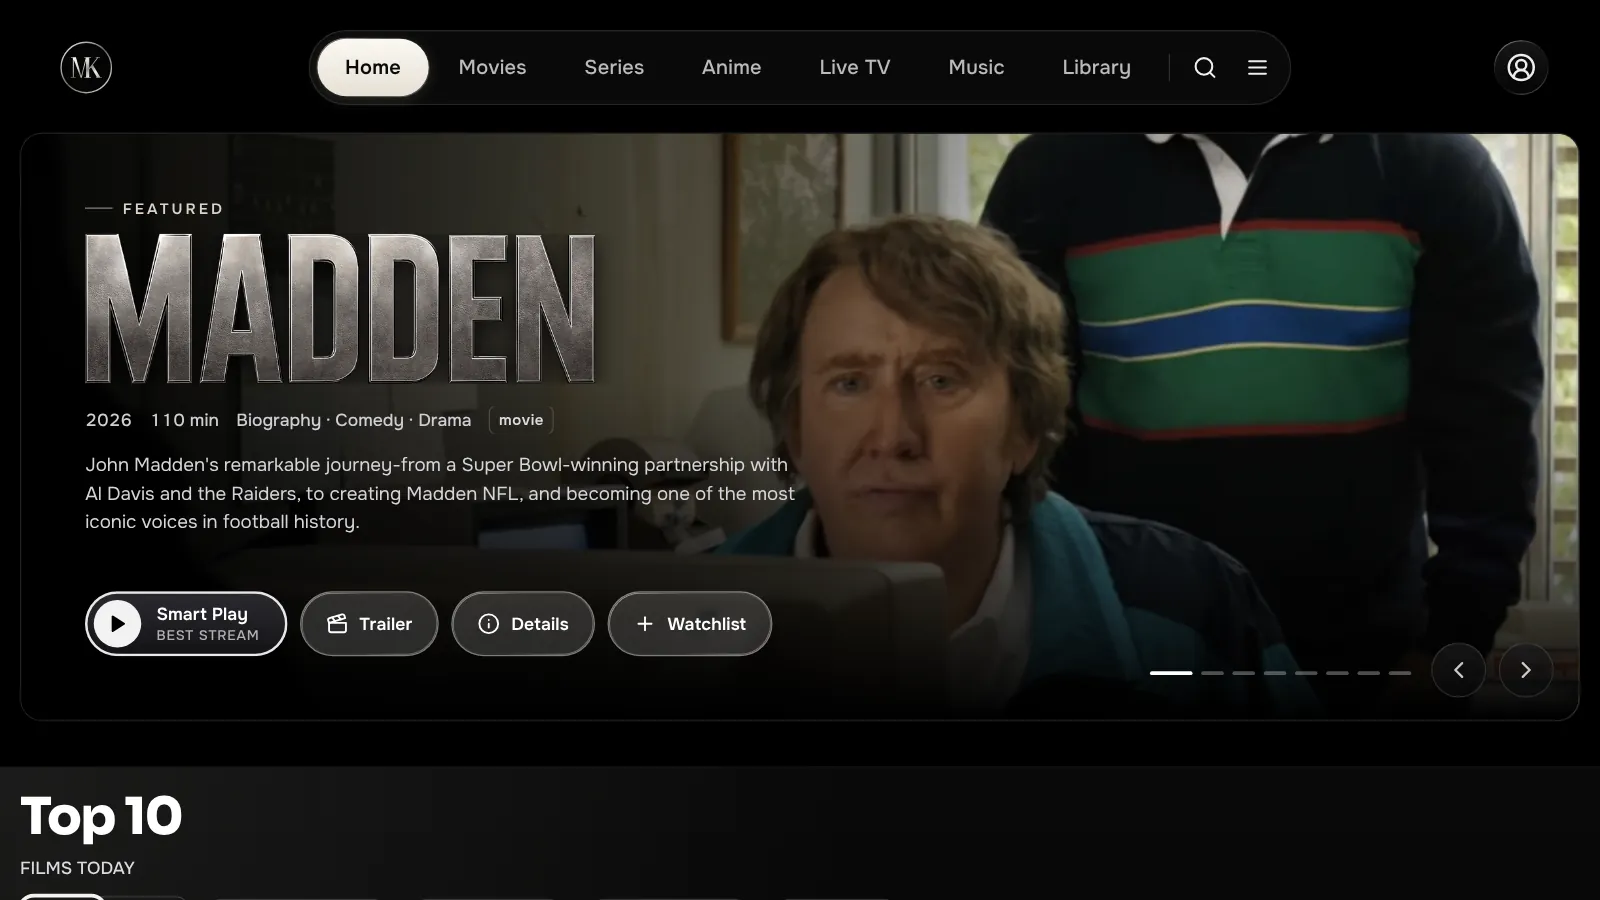 MK
Home
Movies
Series
Anime
Live TV
Music
Library
FEATURED
MADDEN
2026 110 min Biography · Comedy · Drama movie
John Madden's remarkable journey-from a Super Bowl-winning partnership with
Al Davis and the Raiders, to creating Madden NFL, and becoming one of the most
iconic voices in football history.
Smart Play
BEST STREAM
Trailer
Details
Watchlist
Top 10
FILMS TODAY